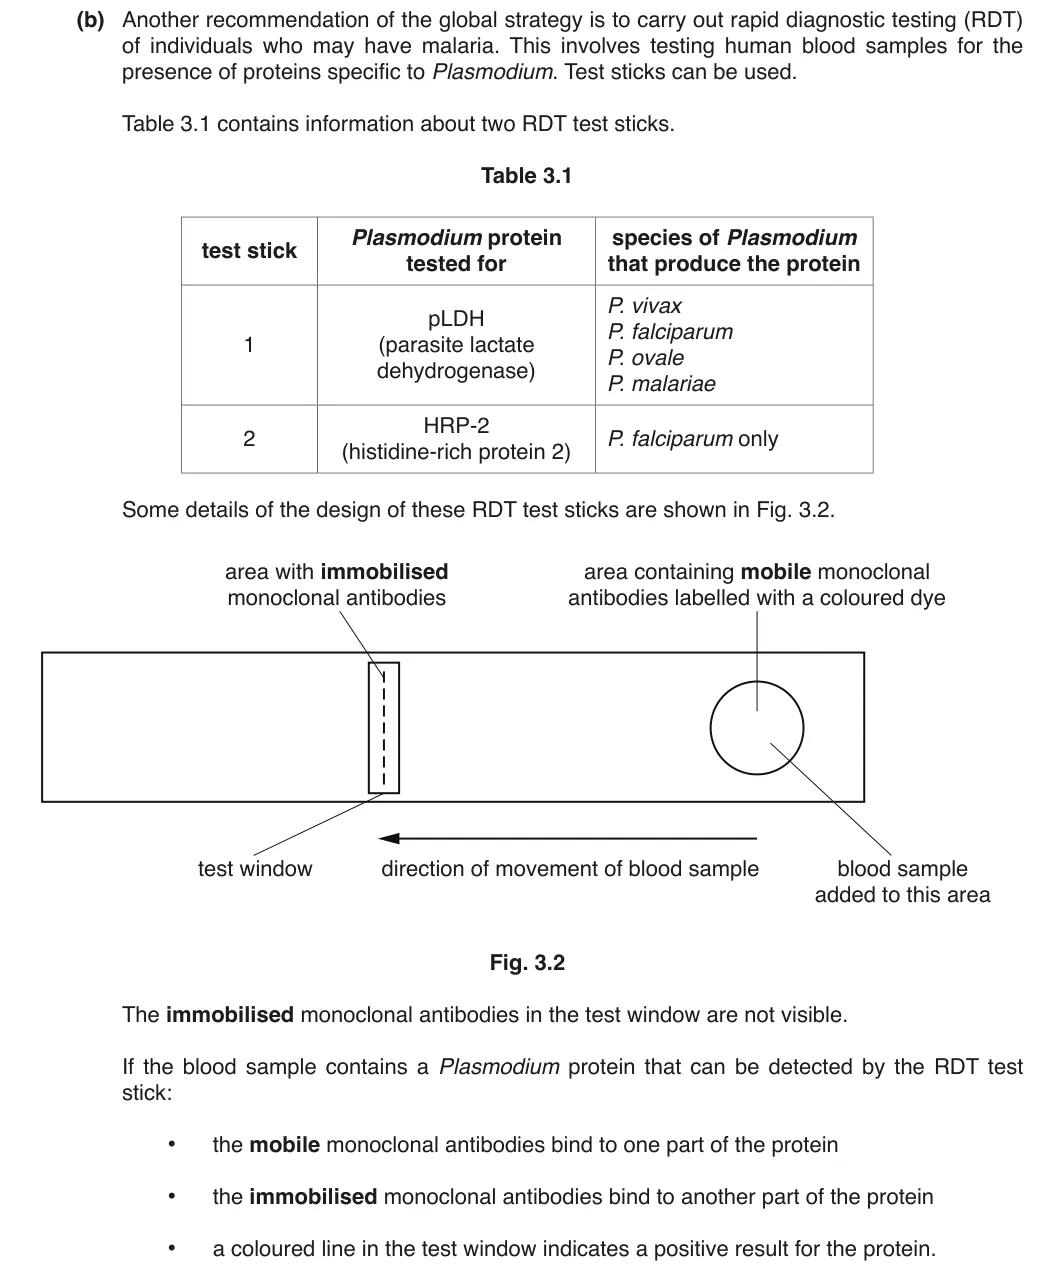 (b) Another recommendation of the global strategy is to carry out rapid diagnostic testing (RDT)
of individuals who may have malaria. This involves testing human blood samples for the
presence of proteins specific to Plasmodium. Test sticks can be used.
Table 3.1 contains information about two RDT test sticks.
Table 3.1
test stick
Plasmodium protein
tested for
species of Plasmodium
that produce the protein
1
pLDH
(parasite lactate
dehydrogenase)
P. vivax
P. falciparum
P. ovale
P. malariae
2
HRP-2
(histidine-rich protein 2)
P. falciparum only
Some details of the design of these RDT test sticks are shown in Fig. 3.2.
area with immobilised
monoclonal antibodies
area containing mobile monoclonal
antibodies labelled with a coloured dye
test window
direction of movement of blood sample
blood sample
added to this area
Fig. 3.2
The immobilised monoclonal antibodies in the test window are not visible.
If the blood sample contains a Plasmodium protein that can be detected by the RDT test
stick:
• the mobile monoclonal antibodies bind to one part of the protein
• the immobilised monoclonal antibodies bind to another part of the protein
• a coloured line in the test window indicates a positive result for the protein.